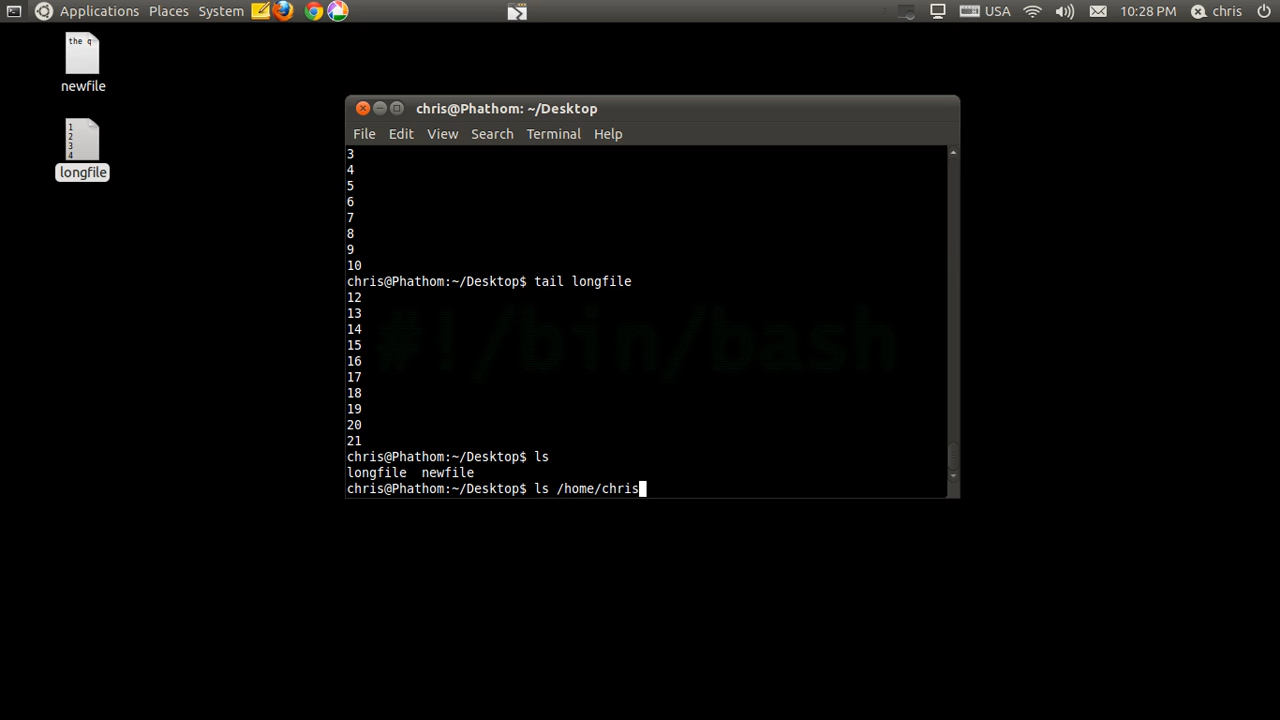 Applications Places System USA 10:28 PM chris
the q
newfile
1
2
3
4
longfile
chris@Phathom: ~/Desktop
File Edit View Search Terminal Help
3
4
5
6
7
8
9
10
chris@Phathom:~/Desktop$ tail longfile
12
13
14
15
16
17
18
19
20
21
chris@Phathom:~/Desktop$ ls
longfile  newfile
chris@Phathom:~/Desktop$ ls /home/chris
#!/bin/bash